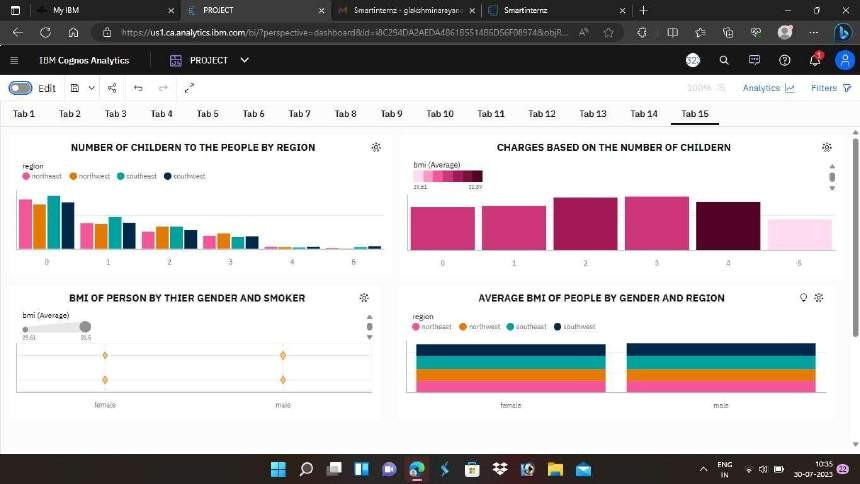 My IBM
PROJECT
Smartinternz - glakshminarayan
Smartinternz
https://us1.ca.analytics.ibm.com/bi/?perspective=dashboard&id=i8C294DA2AEDA4861B551486D56F08974&objR...
IBM Cognos Analytics
PROJECT
Edit
100%
Analytics
Filters
Tab 1 Tab 2 Tab 3 Tab 4 Tab 5 Tab 6 Tab 7 Tab 8 Tab 9 Tab 10 Tab 11 Tab 12 Tab 13 Tab 14 Tab 15
NUMBER OF CHILDERN TO THE PEOPLE BY REGION
region
northeast northwest southeast southwest
0 1 2 3 4 5
CHARGES BASED ON THE NUMBER OF CHILDERN
bmi (Average)
0 1 2 3 4 5
BMI OF PERSON BY THIER GENDER AND SMOKER
bmi (Average)
female male
AVERAGE BMI OF PEOPLE BY GENDER AND REGION
region
northeast northwest southeast southwest
female male
ENG
IN
10:35
30-07-2023
22